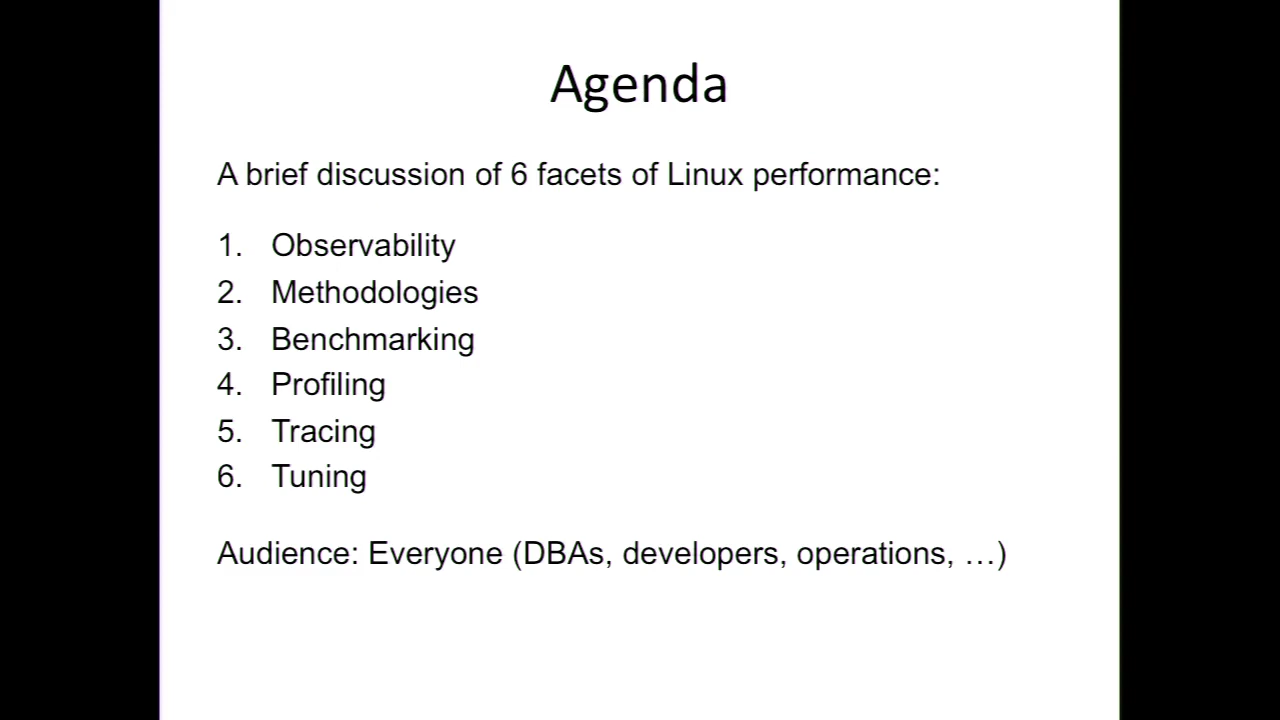 Agenda
A brief discussion of 6 facets of Linux performance:
1. Observability
2. Methodologies
3. Benchmarking
4. Profiling
5. Tracing
6. Tuning
Audience: Everyone (DBAs, developers, operations, …)